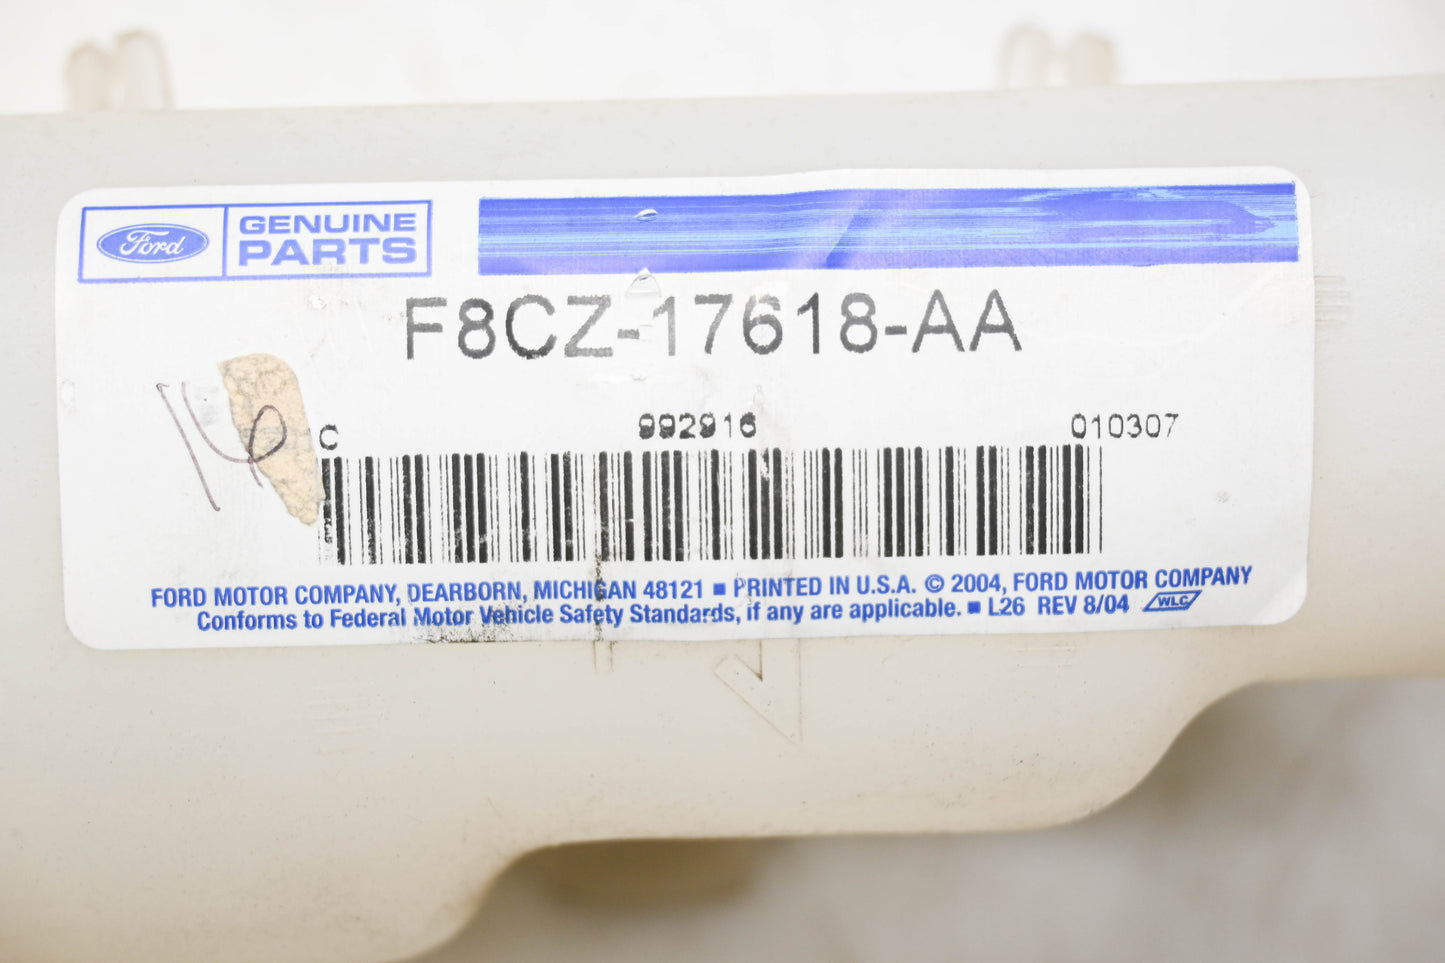 Ford GENUINE PARTS
F8CZ-17618-AA
16
C 992916 010307
FORD MOTOR COMPANY, DEARBORN, MICHIGAN 48121 ■ PRINTED IN U.S.A. © 2004, FORD MOTOR COMPANY
Conforms to Federal Motor Vehicle Safety Standards, if any are applicable. ■ L26 REV 8/04 WLC